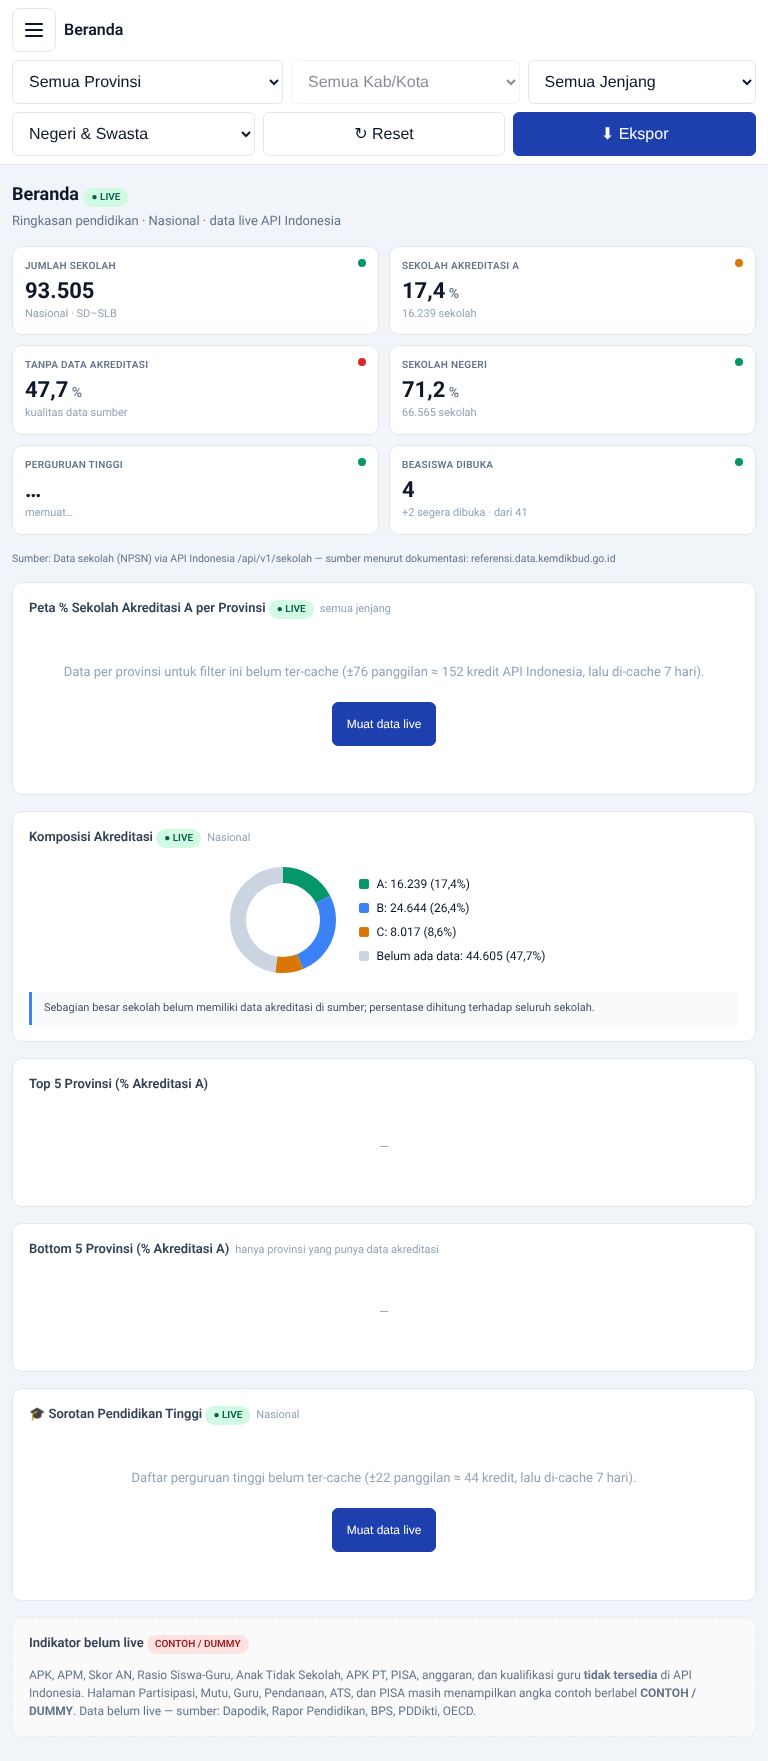 Beranda
Semua Provinsi
Semua Kab/Kota
Semua Jenjang
Negeri & Swasta
↻ Reset
⬇ Ekspor
Beranda ● LIVE
Ringkasan pendidikan · Nasional · data live API Indonesia
JUMLAH SEKOLAH
93.505
Nasional · SD–SLB
SEKOLAH AKREDITASI A
17,4 %
16.239 sekolah
TANPA DATA AKREDITASI
47,7 %
kualitas data sumber
SEKOLAH NEGERI
71,2 %
66.565 sekolah
PERGURUAN TINGGI
...
memuat...
BEASISWA DIBUKA
4
+2 segera dibuka · dari 41
Sumber: Data sekolah (NPSN) via API Indonesia /api/v1/sekolah — sumber menurut dokumentasi: referensi.data.kemdikbud.go.id
Peta % Sekolah Akreditasi A per Provinsi ● LIVE semua jenjang
Data per provinsi untuk filter ini belum ter-cache (±76 panggilan ≈ 152 kredit API Indonesia, lalu di-cache 7 hari).
Muat data live
Komposisi Akreditasi ● LIVE Nasional
A: 16.239 (17,4%)
B: 24.644 (26,4%)
C: 8.017 (8,6%)
Belum ada data: 44.605 (47,7%)
Sebagian besar sekolah belum memiliki data akreditasi di sumber; persentase dihitung terhadap seluruh sekolah.
Top 5 Provinsi (% Akreditasi A)
—
Bottom 5 Provinsi (% Akreditasi A) hanya provinsi yang punya data akreditasi
—
🎓 Sorotan Pendidikan Tinggi ● LIVE Nasional
Daftar perguruan tinggi belum ter-cache (±22 panggilan ≈ 44 kredit, lalu di-cache 7 hari).
Muat data live
Indikator belum live CONTOH / DUMMY
APK, APM, Skor AN, Rasio Siswa-Guru, Anak Tidak Sekolah, APK PT, PISA, anggaran, dan kualifikasi guru tidak tersedia di API
Indonesia. Halaman Partisipasi, Mutu, Guru, Pendanaan, ATS, dan PISA masih menampilkan angka contoh berlabel CONTOH /
DUMMY. Data belum live — sumber: Dapodik, Rapor Pendidikan, BPS, PDDikti, OECD.